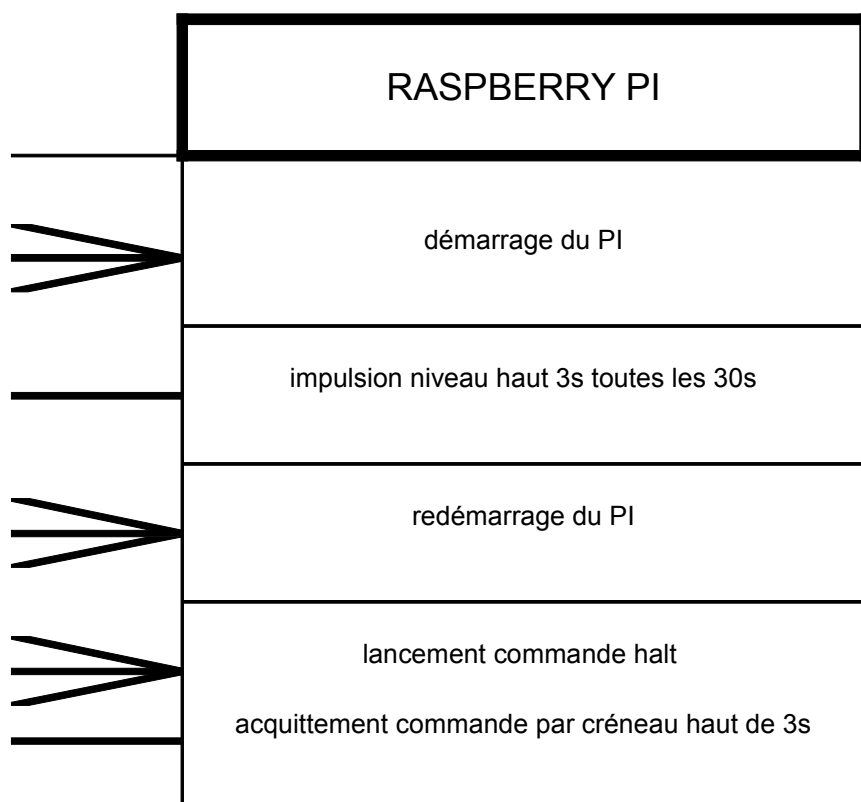 RASPBERRY PI
démarrage du PI
impulsion niveau haut 3s toutes les 30s
redémarrage du PI
lancement commande halt
acquittement commande par créneau haut de 3s